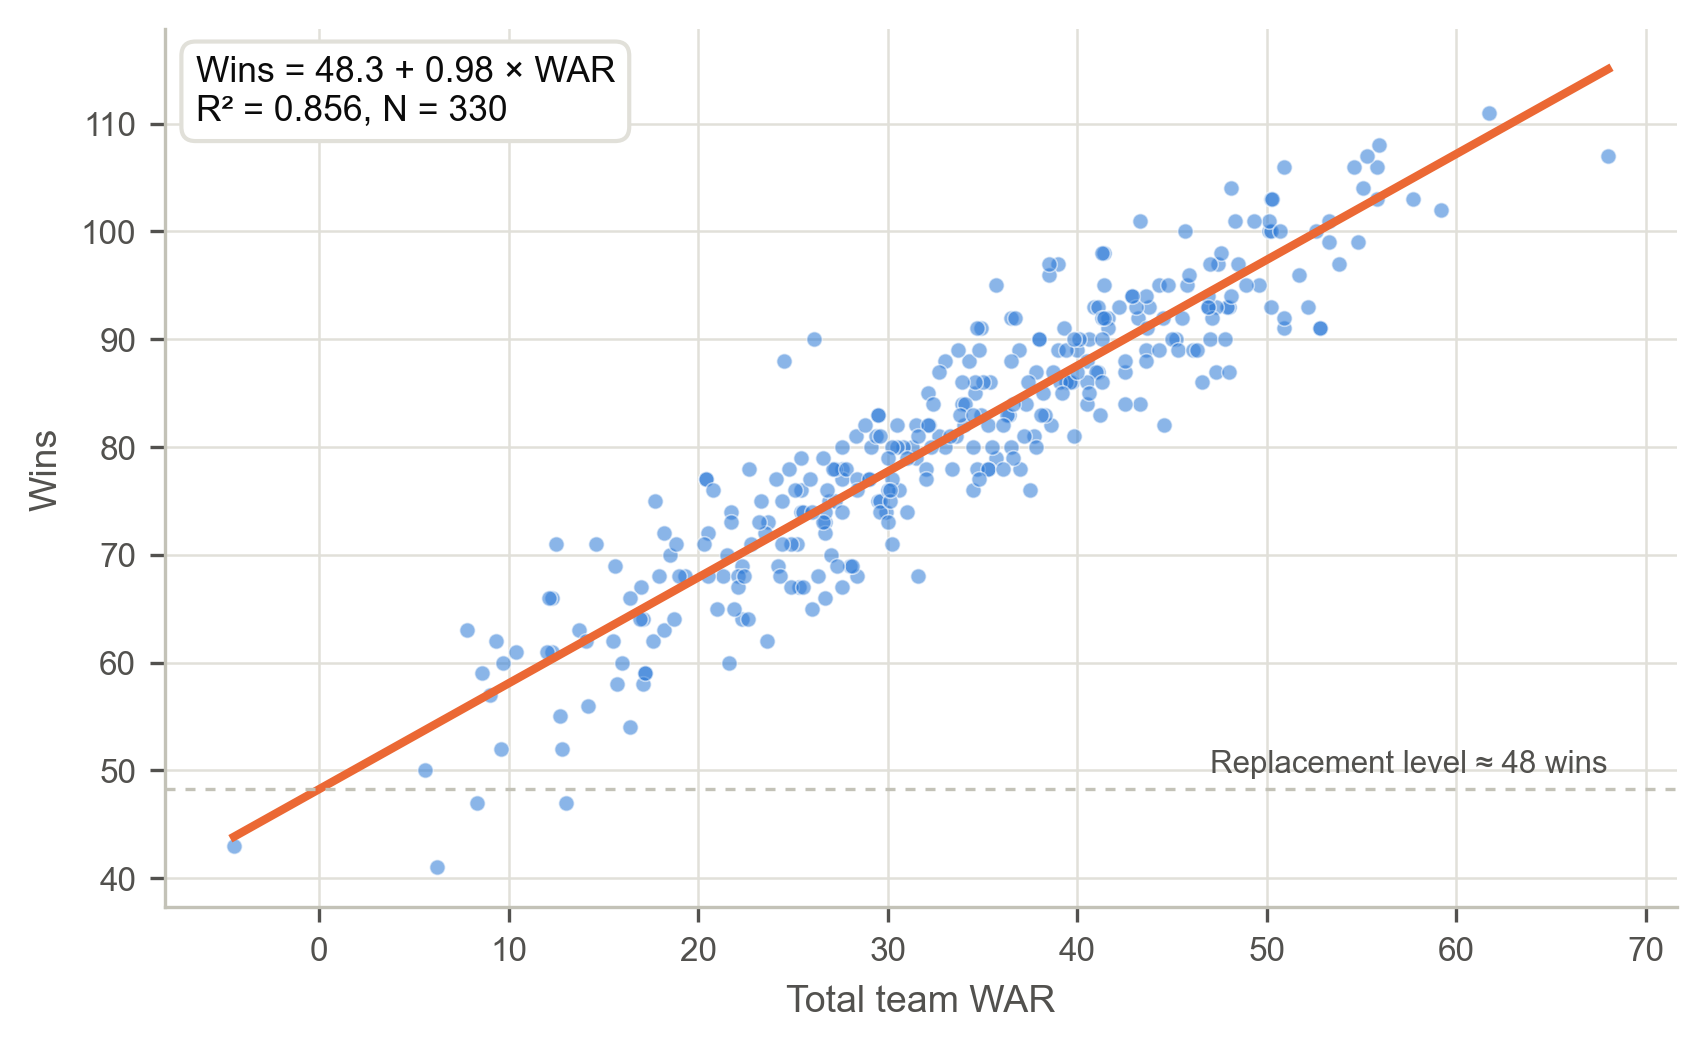 Wins = 48.3 + 0.98 × WAR
R² = 0.856, N = 330
110
100
90
80
70
60
50
40
Wins
Replacement level ≈ 48 wins
0 10 20 30 40 50 60 70
Total team WAR